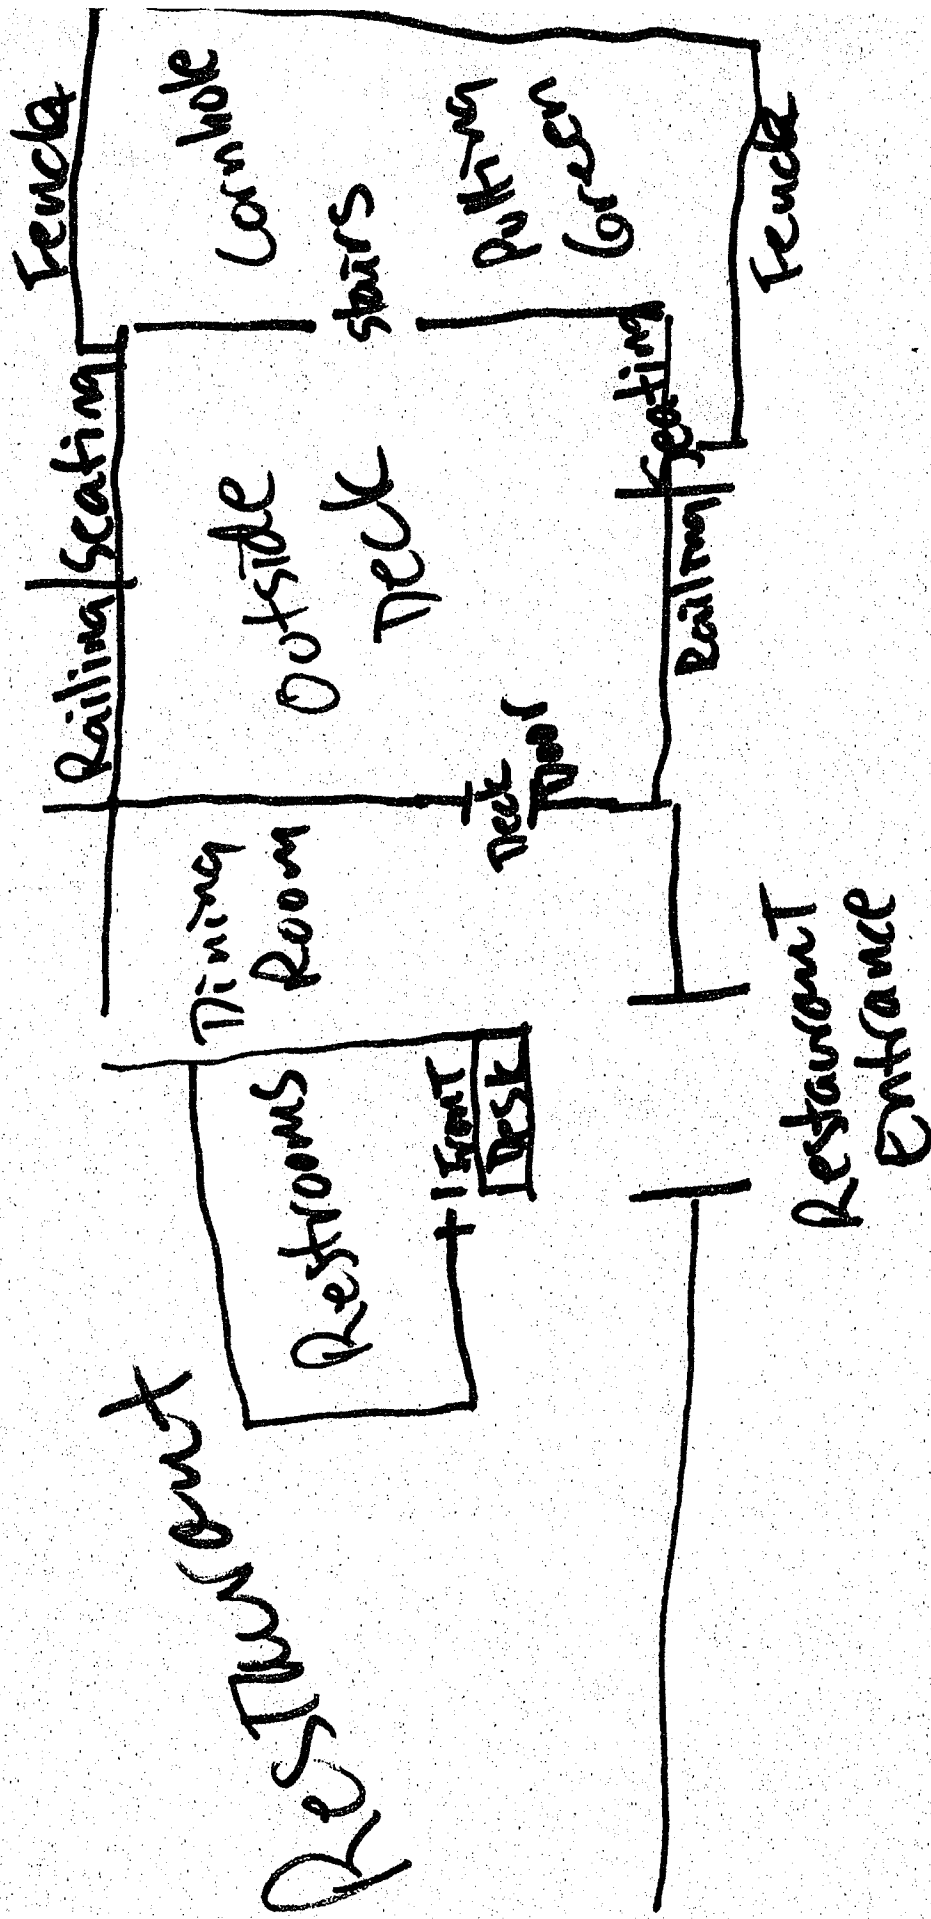 Restaurant
Restrooms
Front
Desk
Restaurant
Entrance
Dining
Room
Deck
Door
Outside
Deck
Railing
Seating
Railing
Seating
Stairs
Cornhole
Putting
Green
Fence
Fence